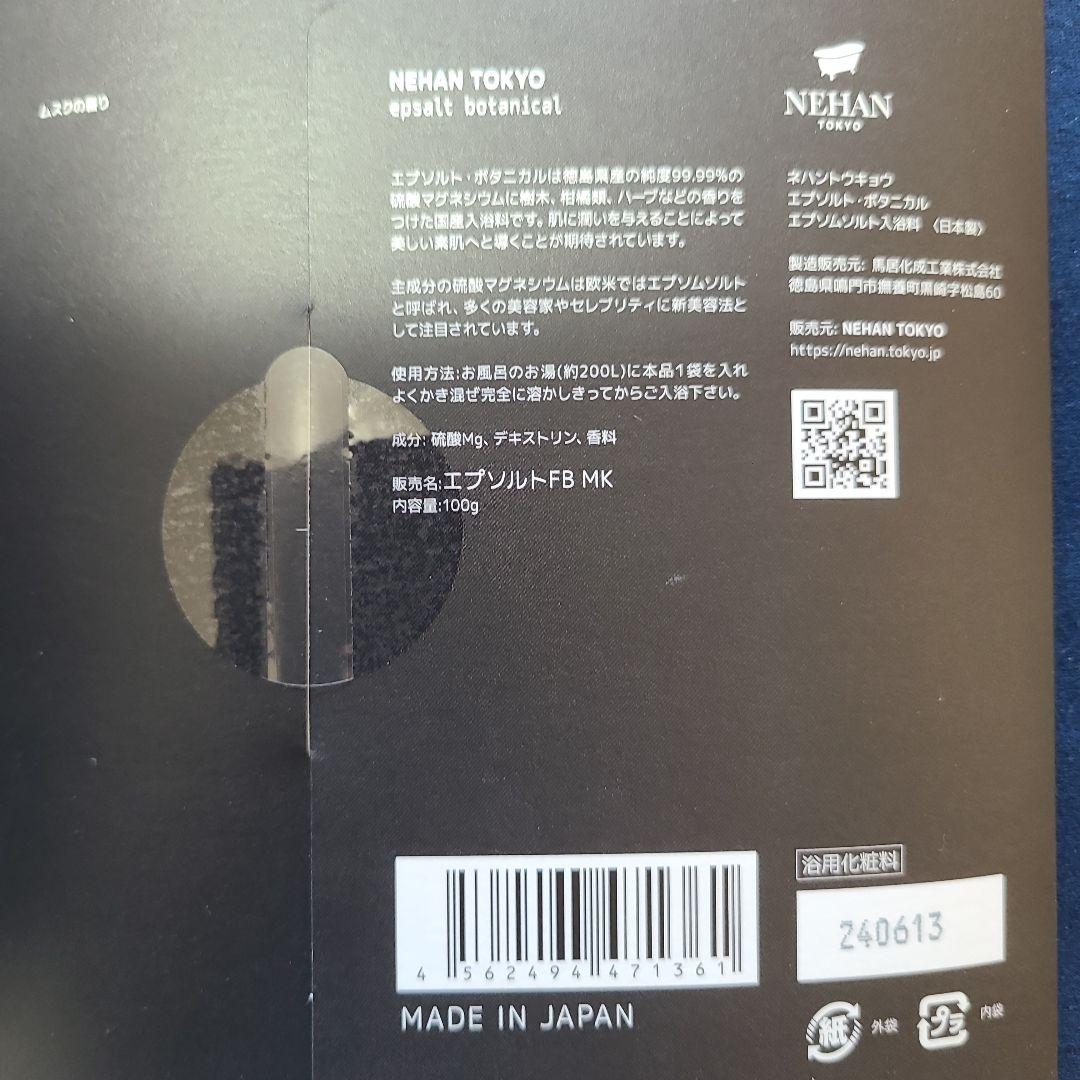 ムスクの香り
NEHAN TOKYO
epsalt botanical
エプソルト・ボタニカルは徳島県産の純度99.99%の
硫酸マグネシウムに樹木、柑橘類、ハーブなどの香りを
つけた国産入浴料です。肌に潤いを与えることによって
美しい素肌へと導くことが期待されています。
主成分の硫酸マグネシウムは欧米ではエプソムソルト
と呼ばれ、多くの美容家やセレブリティに新美容法と
して注目されています。
使用方法:お風呂のお湯(約200L)に本品1袋を入れ
よくかき混ぜ完全に溶かしきってからご入浴下さい。
成分: 硫酸Mg、デキストリン、香料
販売名:エプソルトFB MK
内容量:100g
NEHAN
TOKYO
ネハントウキョウ
エプソルト・ボタニカル
エプソムソルト入浴料 〈日本製〉
製造販売元: 馬居化成工業株式会社
徳島県鳴門市撫養町黒崎字松島60
販売元: NEHAN TOKYO
https://nehan.tokyo.jp
4 562494 471361
MADE IN JAPAN
浴用化粧料
240613
紙 外袋
プラ 内袋